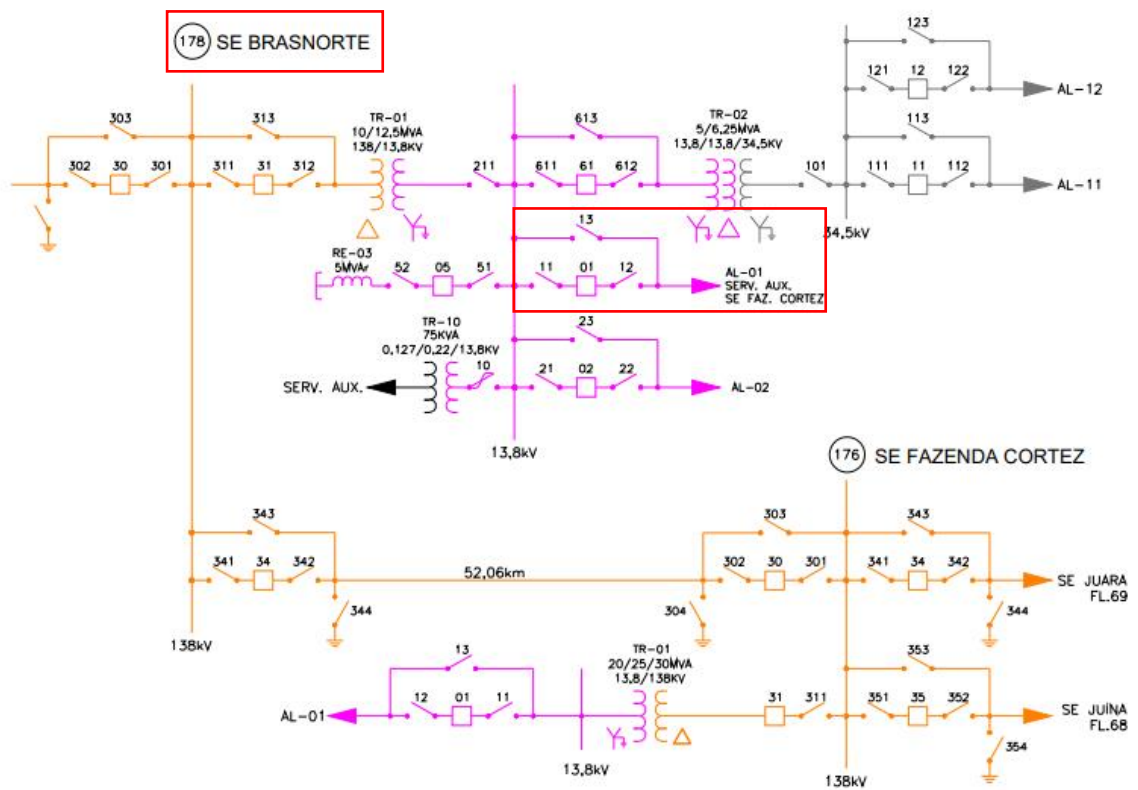 178 SE BRASNORTE
123
121 12 122
AL-12
303
313
TR-01
10/12,5MVA
138/13.8KV
613
TR-02
5/6,25MVA
13.8/13.8/34.5KV
113
302 30 301
311 31 312
211
611 61 612
101
111 11 112
AL-11
34.5kV
13
RE-03
5MVAr
52 05 51
11 01 12
AL-01
SERV. AUX.
SE FAZ. CORTEZ
TR-10
75KVA
0.127/0.22/13.8KV
10
23
SERV. AUX.
21 02 22
AL-02
13.8kV
176 SE FAZENDA CORTEZ
343
303
343
341 34 342
52,06km
302 30 301
341 34 342
SE JUARA
FL.69
344
304
344
138kV
13
TR-01
20/25/30MVA
13.8/138KV
353
AL-01
12 01 11
31 311
351 35 352
SE JUÍNA
FL.68
354
13.8kV
138kV